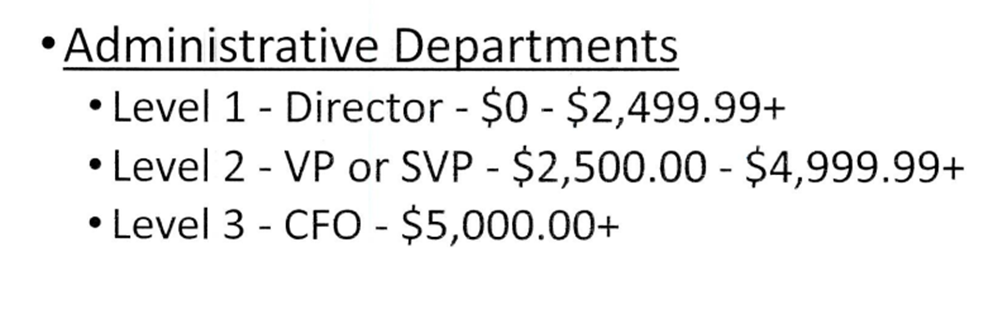 •Administrative Departments
• Level 1 - Director - $0 - $2,499.99+
• Level 2 - VP or SVP - $2,500.00 - $4,999.99+
• Level 3 - CFO - $5,000.00+